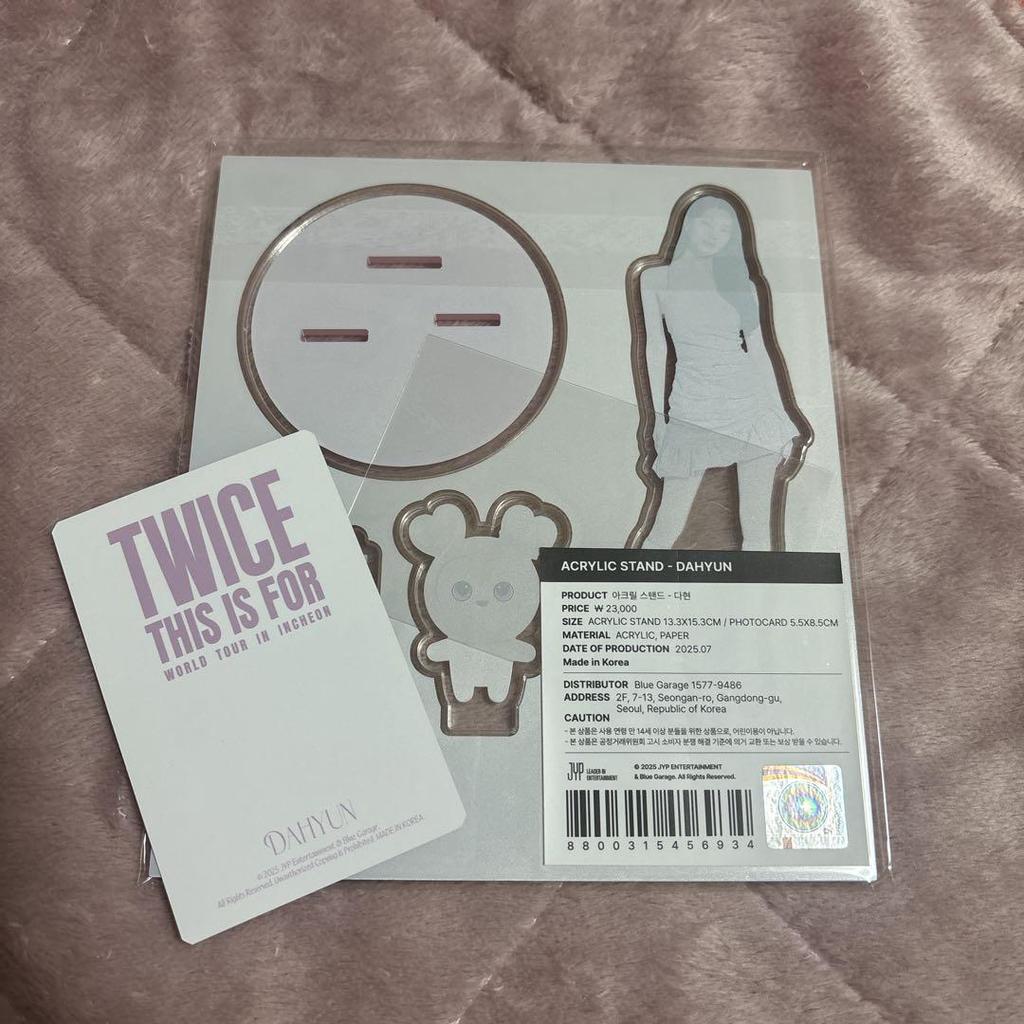 TWICE
THIS IS FOR
WORLD TOUR IN INCHEON
DAHYUN
© 2025 JYP Entertainment & Blue Garage
All Rights Reserved. Unauthorized Copying is Prohibited. MADE IN KOREA
ACRYLIC STAND - DAHYUN
PRODUCT 아크릴 스탠드 - 다현
PRICE ₩ 23,000
SIZE ACRYLIC STAND 13.3X15.3CM / PHOTOCARD 5.5X8.5CM
MATERIAL ACRYLIC, PAPER
DATE OF PRODUCTION 2025.07
Made in Korea
DISTRIBUTOR Blue Garage 1577-9486
ADDRESS 2F, 7-13, Seongan-ro, Gangdong-gu,
Seoul, Republic of Korea
CAUTION
- 본 상품은 사용 연령 만 14세 이상 분들을 위한 상품으로, 어린이용이 아닙니다.
- 본 상품은 공정거래위원회 고시 소비자 분쟁 해결 기준에 의거 교환 또는 보상 받을 수 있습니다.
JYP LEADER IN ENTERTAINMENT
© 2025 JYP ENTERTAINMENT
& Blue Garage. All Rights Reserved.
8800315456934